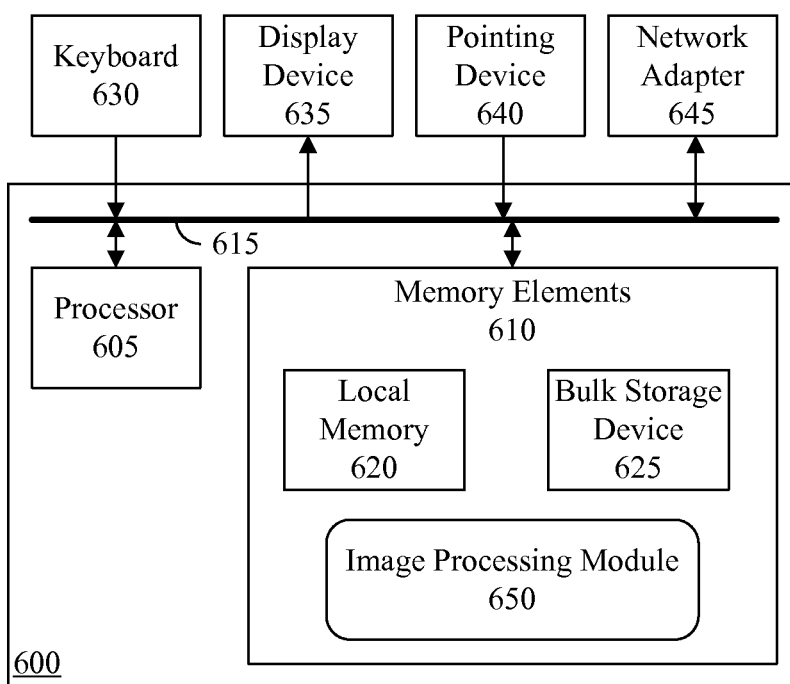 Keyboard
630
Display
Device
635
Pointing
Device
640
Network
Adapter
645
615
Processor
605
Memory Elements
610
Local
Memory
620
Bulk Storage
Device
625
Image Processing Module
650
600